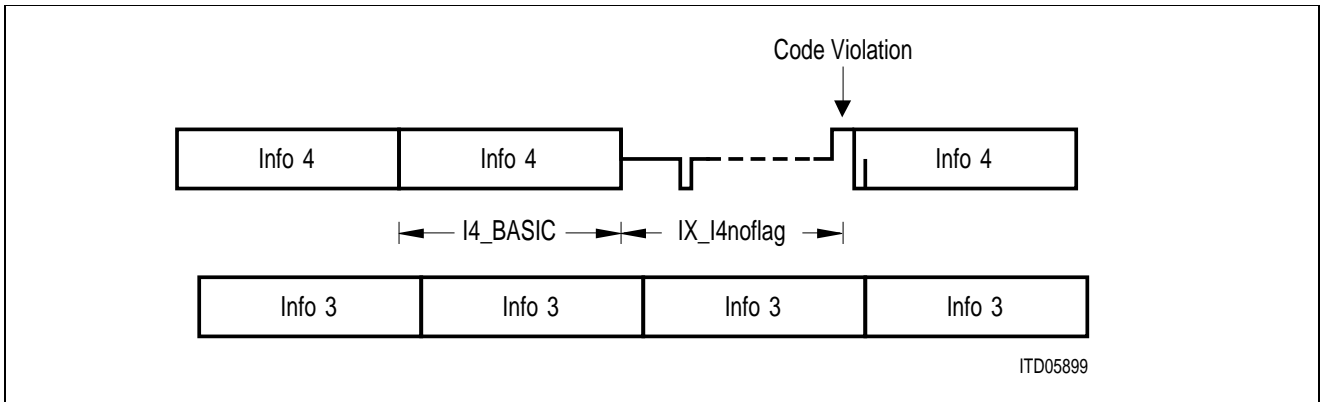 Code Violation
Info 4 Info 4 Info 4
I4_BASIC IX_I4noflag
Info 3 Info 3 Info 3 Info 3
ITD05899